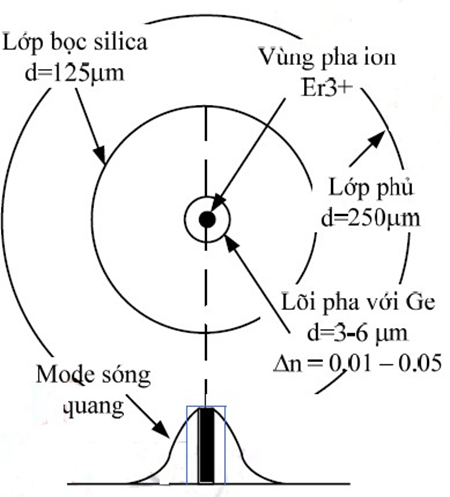 Lớp bọc silica
d=125μm
Vùng pha ion
Er3+
Lớp phủ
d=250μm
Lõi pha với Ge
d=3-6 μm
Δn = 0.01 – 0.05
Mode sóng
quang